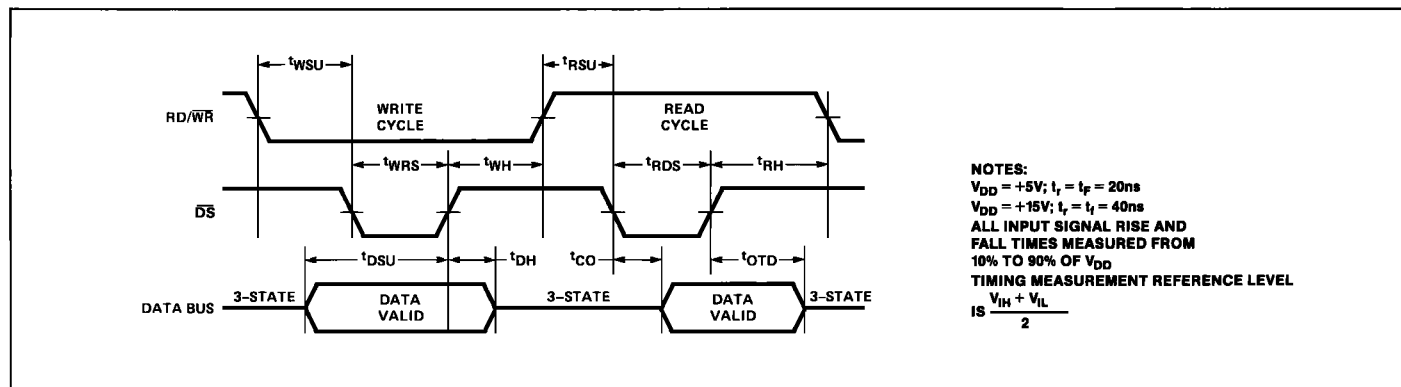 tWSU
tRSU
RD/WR
WRITE
CYCLE
READ
CYCLE
tWRS
tWH
tRDS
tRH
DS
tDSU
tDH
tCO
tOTD
DATA BUS
3-STATE
DATA
VALID
3-STATE
DATA
VALID
3-STATE
NOTES:
VDD = +5V; tr = tF = 20ns
VDD = +15V; tr = tf = 40ns
ALL INPUT SIGNAL RISE AND
FALL TIMES MEASURED FROM
10% TO 90% OF VDD
TIMING MEASUREMENT REFERENCE LEVEL
IS VIH + VIL
2